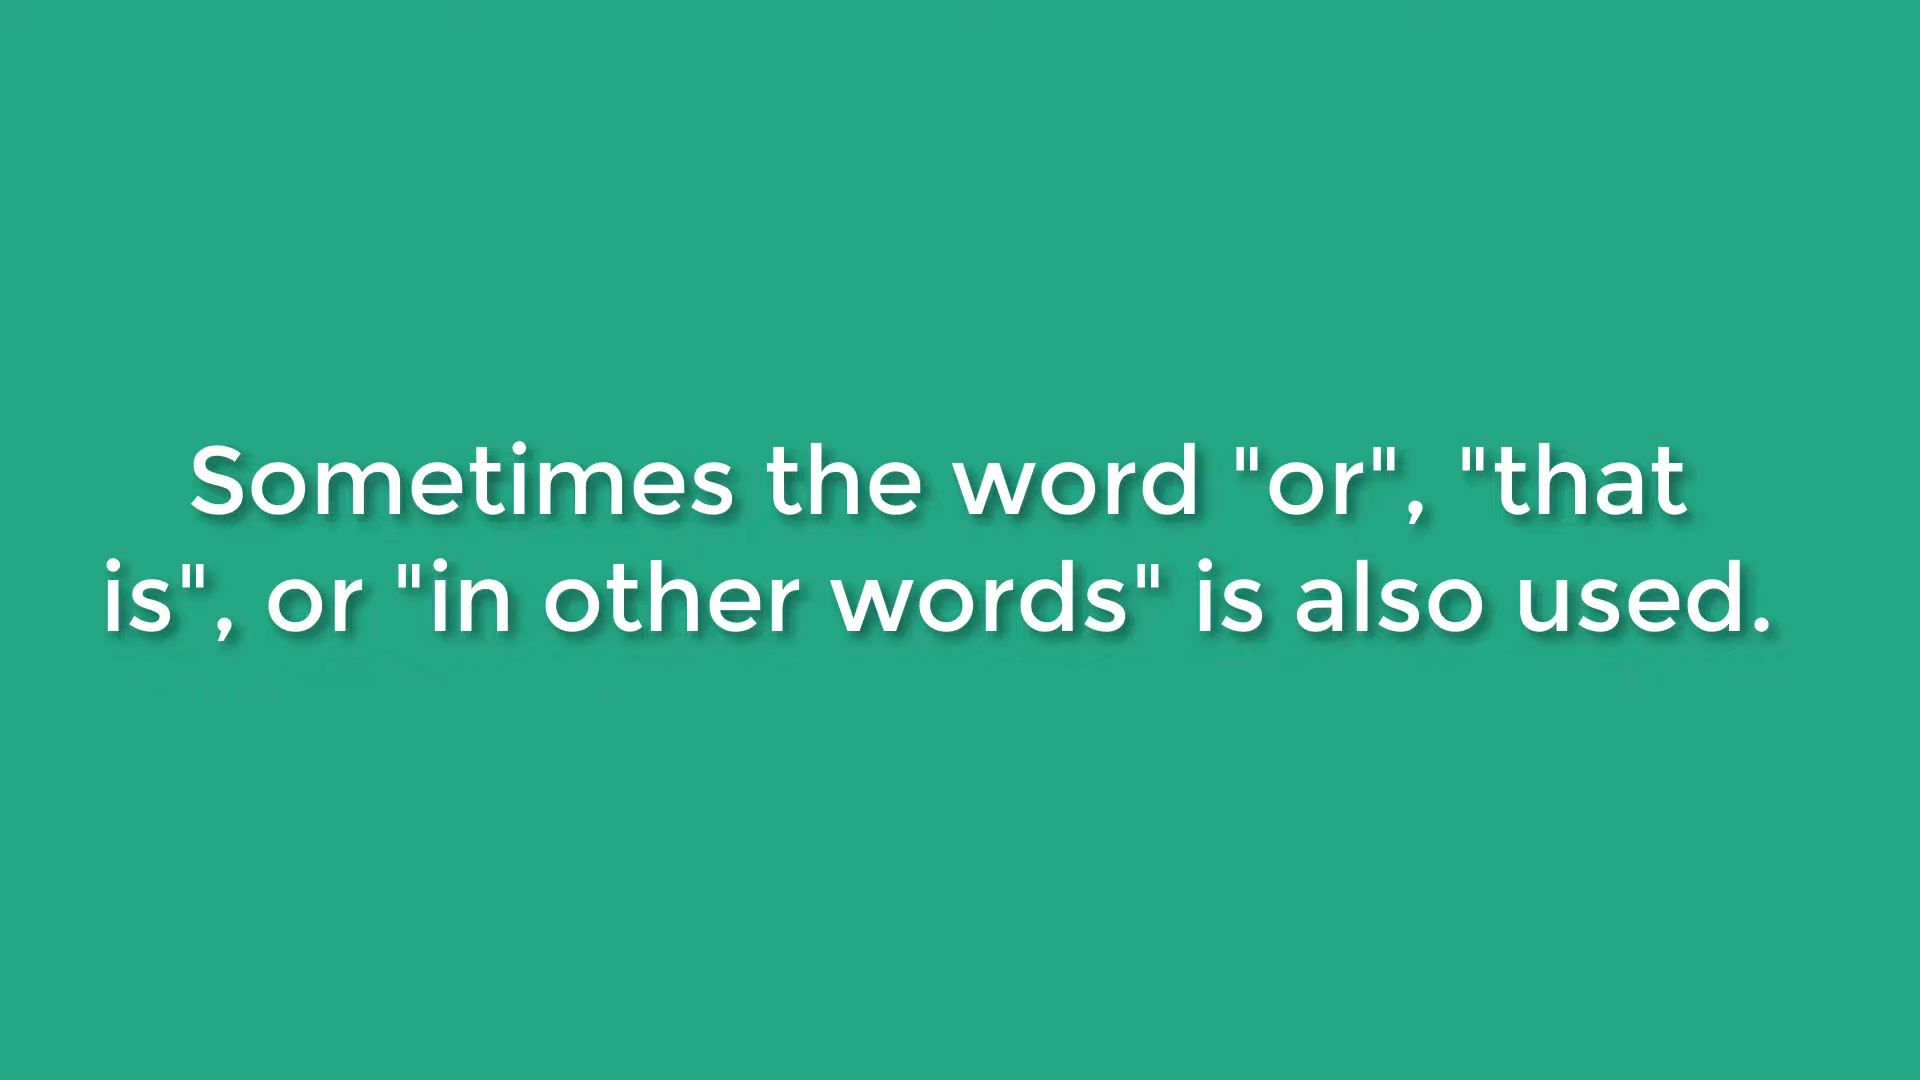 Sometimes the word "or", "that
is", or "in other words" is also used.